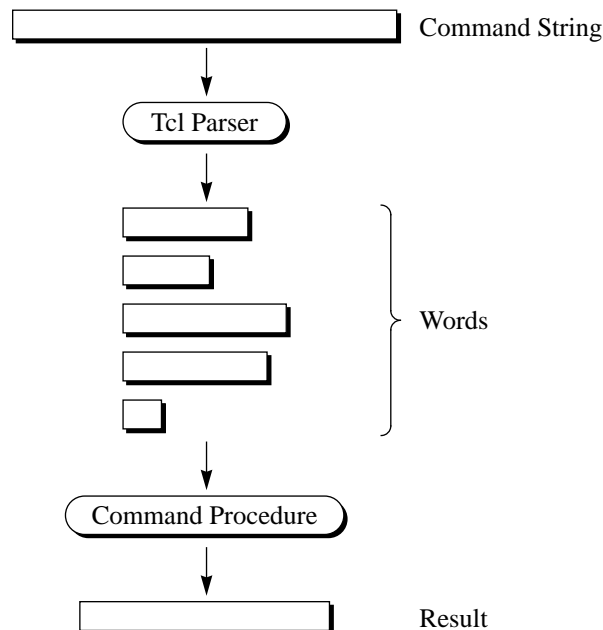 Command String
Tcl Parser
Words
Command Procedure
Result